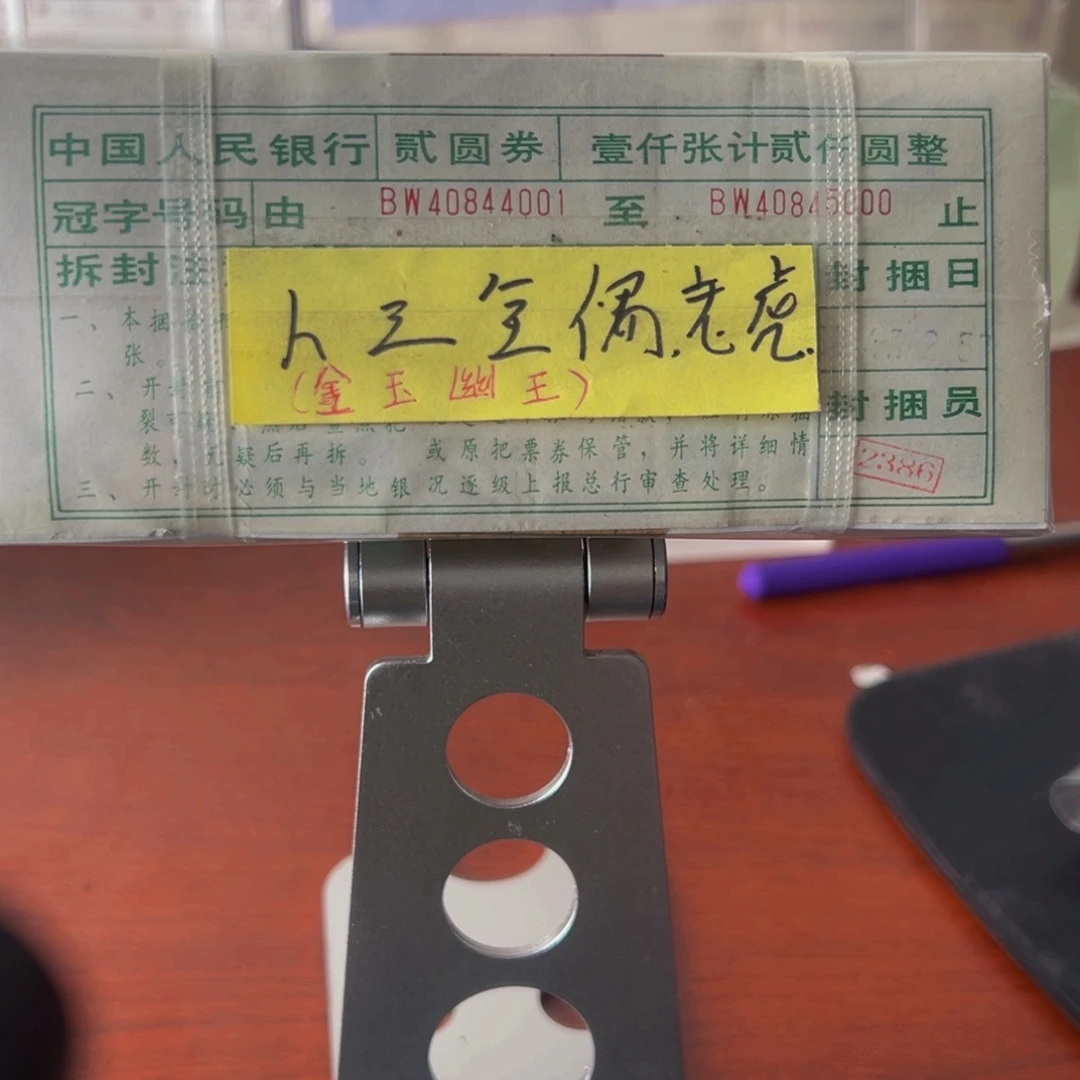 中国人民银行 贰圆券 壹仟张计贰仟圆整
冠字号码 由 BW40844001 至 BW40845000 止
拆封注 封捆日
人工全偶老虎
(金玉幽王)
一、本捆
张。
二、开
裂
封捆员
数，无疑后再拆。 或原把票券保管，并将详细情
2386
三、开封时必须与当地银 况逐级上报总行审查处理。